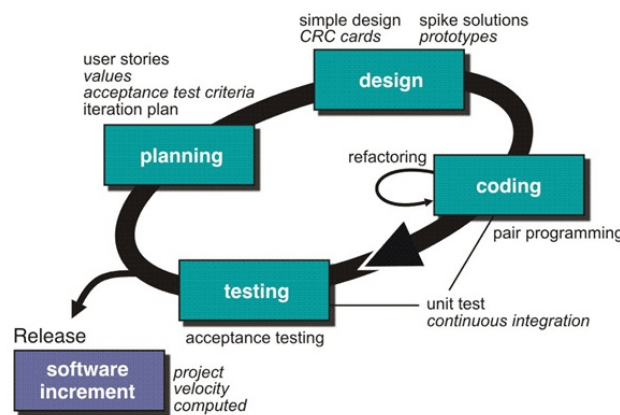 simple design
CRC cards
spike solutions
prototypes
user stories
values
acceptance test criteria
iteration plan
design
planning
refactoring
coding
pair programming
testing
unit test
continuous integration
acceptance testing
Release
software
increment
project
velocity
computed